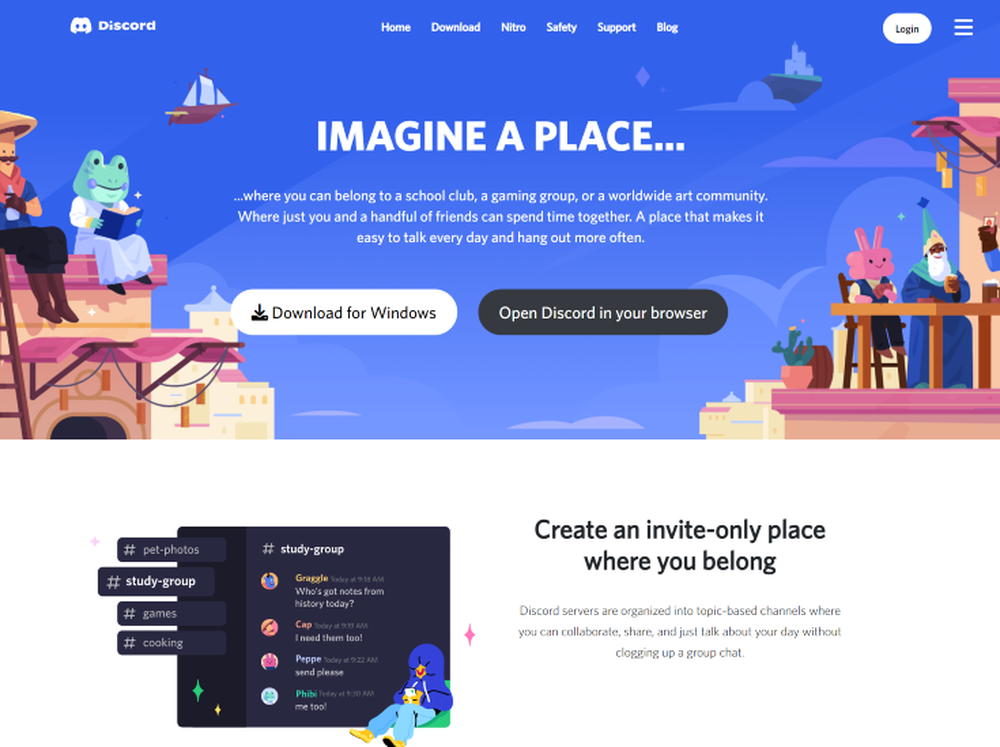 Discord
Home Download Nitro Safety Support Blog
Login
IMAGINE A PLACE...
...where you can belong to a school club, a gaming group, or a worldwide art community.
Where just you and a handful of friends can spend time together. A place that makes it
easy to talk every day and hang out more often.
Download for Windows
Open Discord in your browser
# pet-photos
# study-group
# games
# cooking
# study-group
Graggle Today at 9:18 AM
Who's got notes from
history today?
Cap Today at 9:19 AM
I need them too!
Peppe Today at 9:22 AM
send please
Phibi Today at 9:30 AM
me too!
Create an invite-only place
where you belong
Discord servers are organized into topic-based channels where
you can collaborate, share, and just talk about your day without
clogging up a group chat.